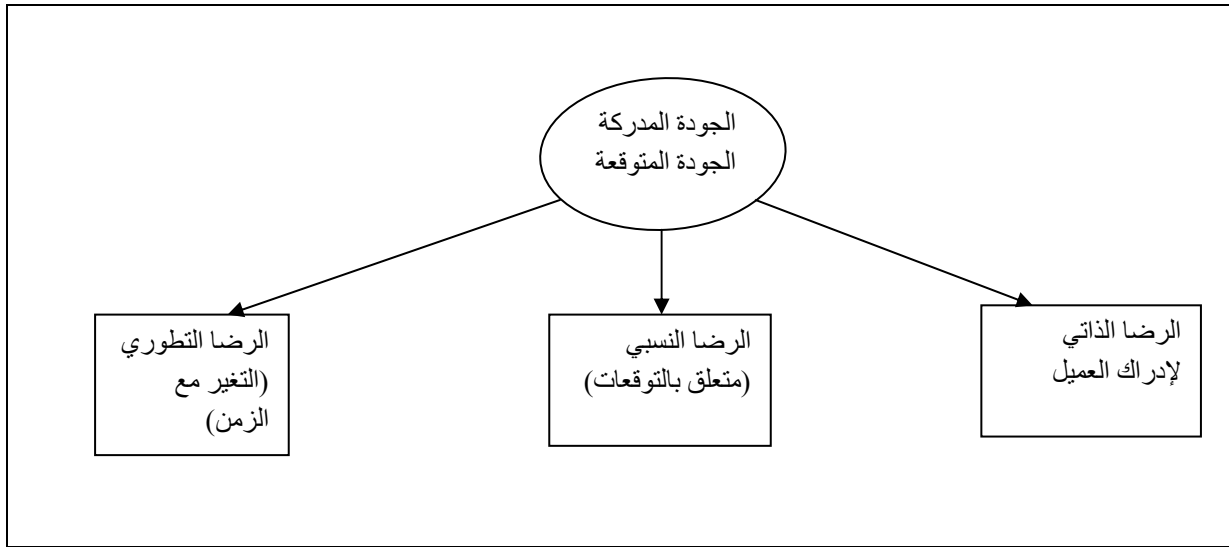 الجودة المدركة
الجودة المتوقعة
الرضا الذاتي
لإدراك العميل
الرضا النسبي
(متعلق بالتوقعات)
الرضا التطوري
(التغير مع
الزمن)